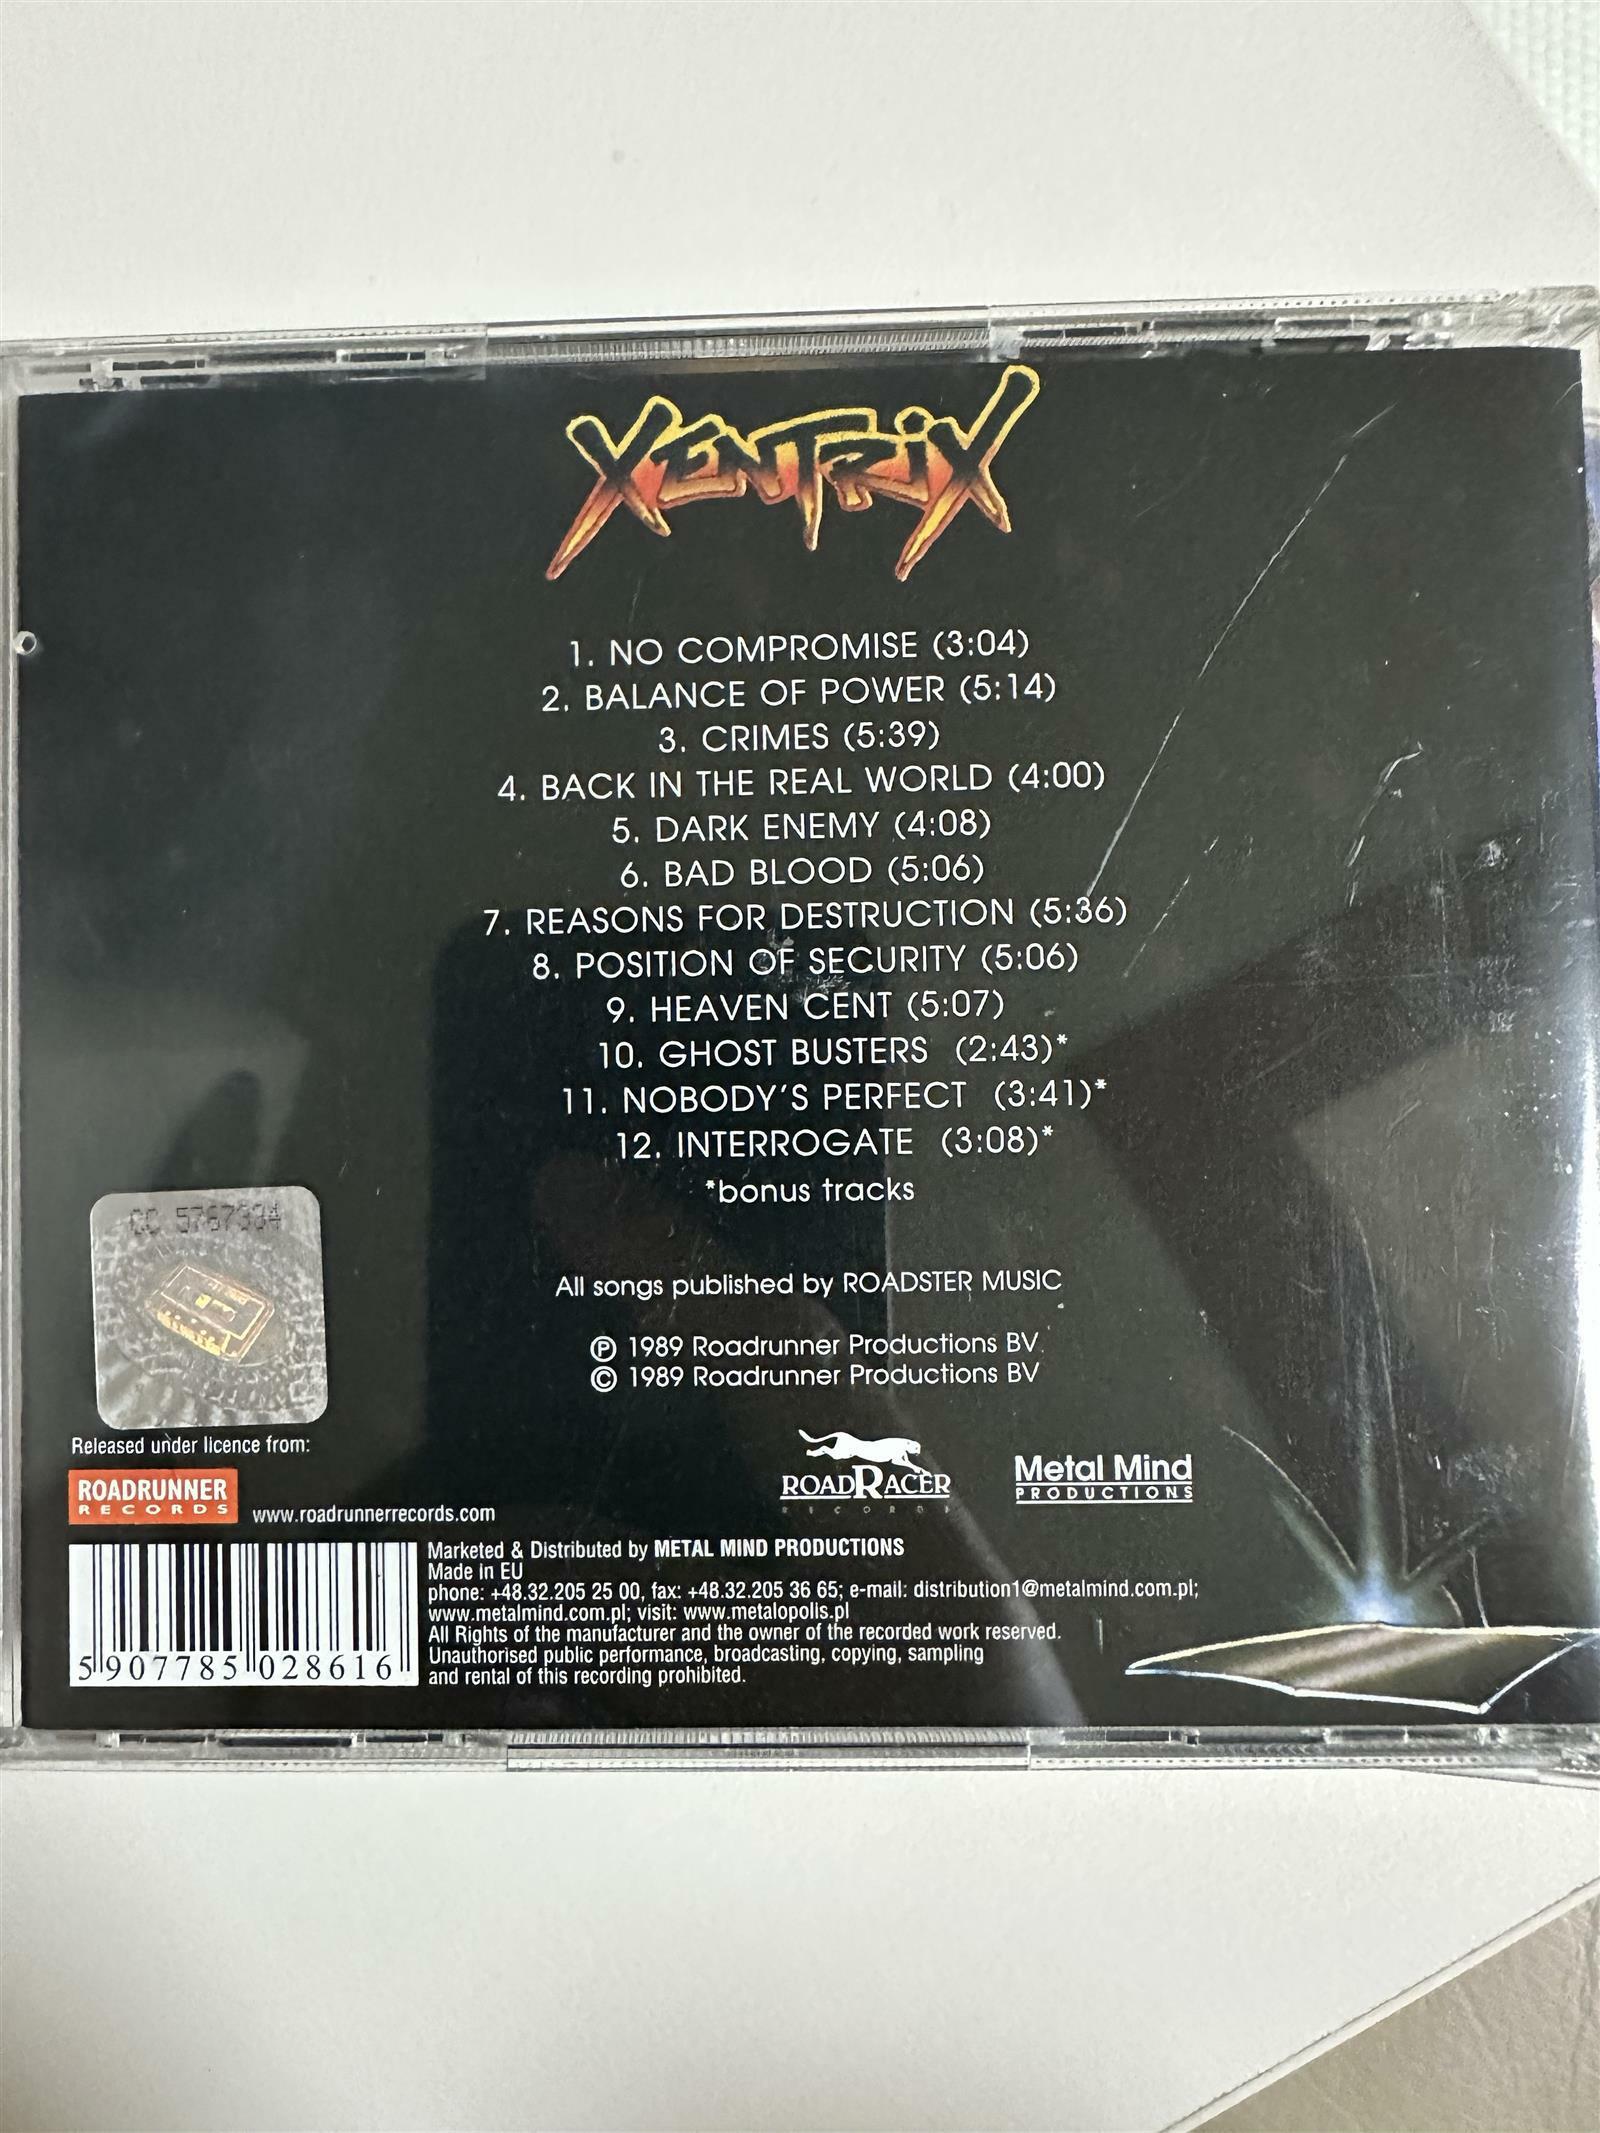 XENTRIX
1. NO COMPROMISE (3:04)
2. BALANCE OF POWER (5:14)
3. CRIMES (5:39)
4. BACK IN THE REAL WORLD (4:00)
5. DARK ENEMY (4:08)
6. BAD BLOOD (5:06)
7. REASONS FOR DESTRUCTION (5:36)
8. POSITION OF SECURITY (5:06)
9. HEAVEN CENT (5:07)
10. GHOST BUSTERS (2:43)*
11. NOBODY'S PERFECT (3:41)*
12. INTERROGATE (3:08)*
*bonus tracks
CC 5767334
All songs published by ROADSTER MUSIC
℗ 1989 Roadrunner Productions BV.
© 1989 Roadrunner Productions BV
Released under licence from:
ROADRUNNER
RECORDS
www.roadrunnerrecords.com
ROADRACER
RECORDS
Metal Mind
PRODUCTIONS
Marketed & Distributed by METAL MIND PRODUCTIONS
Made in EU
phone: +48.32.205 25 00, fax: +48.32.205 36 65; e-mail: distribution1@metalmind.com.pl;
www.metalmind.com.pl; visit: www.metalopolis.pl
All Rights of the manufacturer and the owner of the recorded work reserved.
Unauthorised public performance, broadcasting, copying, sampling
and rental of this recording prohibited.
5 907785 028616